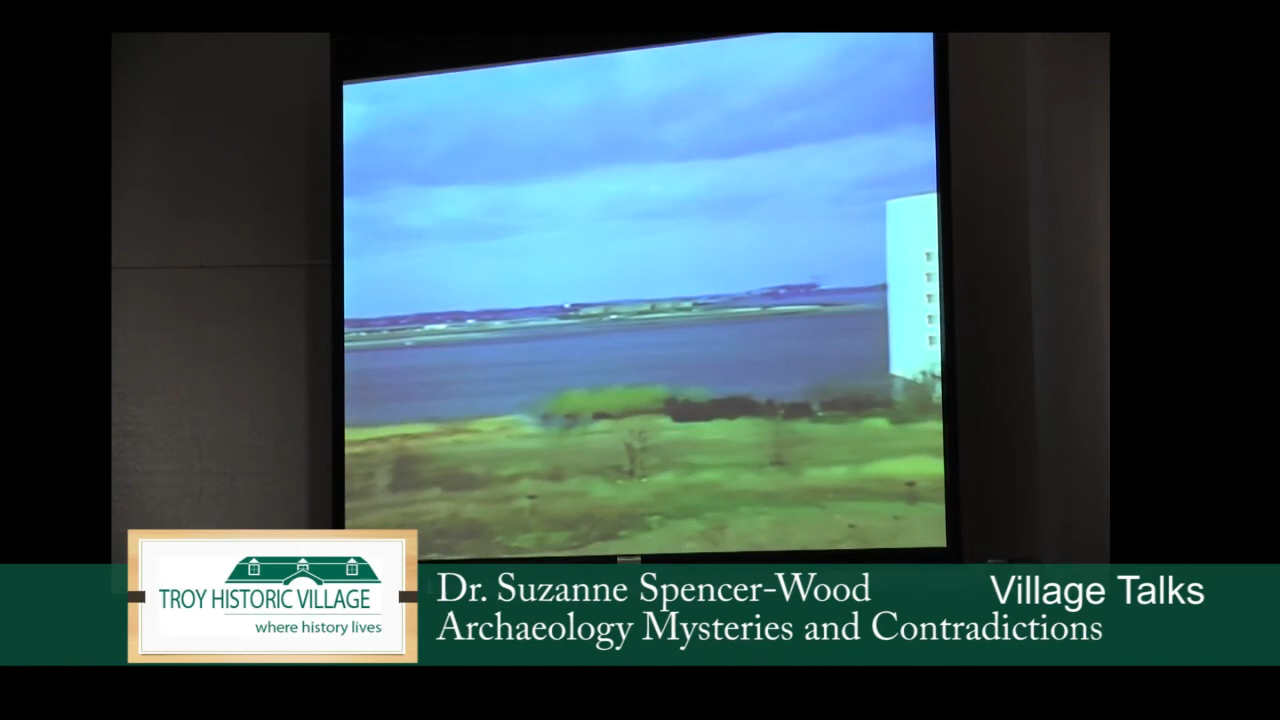 TROY HISTORIC VILLAGE
where history lives
Dr. Suzanne Spencer-Wood
Archaeology Mysteries and Contradictions
Village Talks